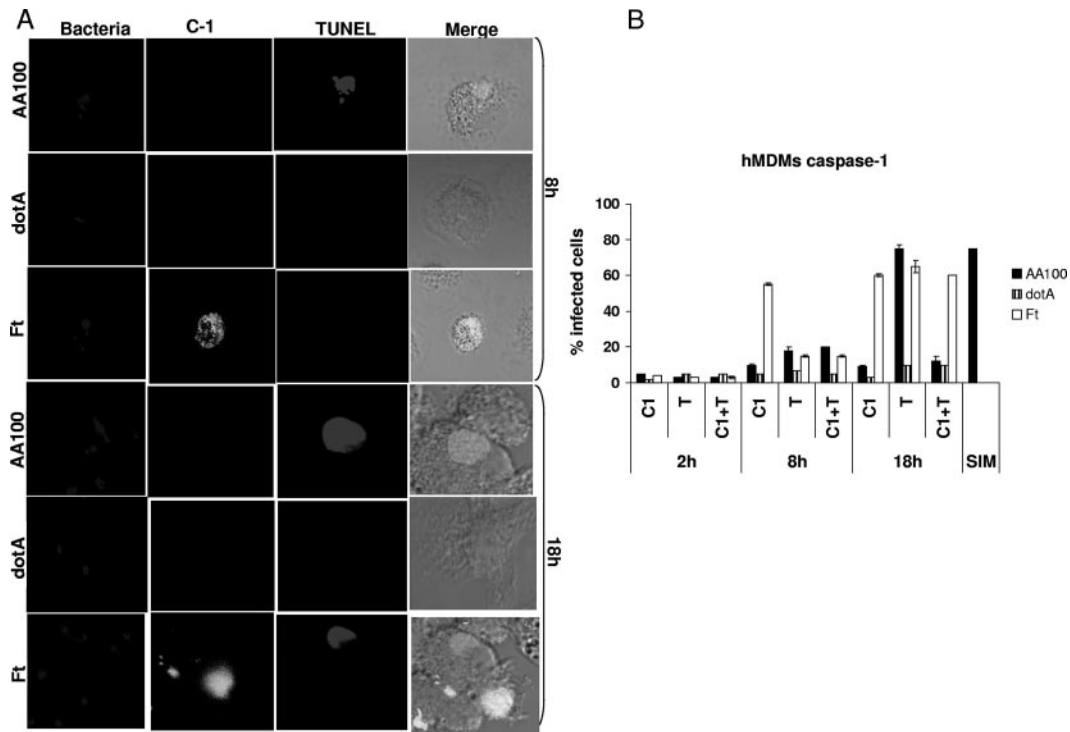 A
Bacteria C-1 TUNEL Merge
AA100
dotA
Ft
8h
AA100
dotA
Ft
18h
B
hMDMs caspase-1
% infected cells
100
80
60
40
20
0
C1 T C1+T C1 T C1+T C1 T C1+T
2h 8h 18h SIM
AA100
dotA
Ft